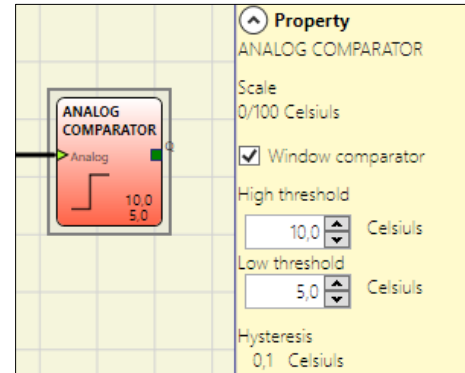 ANALOG
COMPARATOR
Analog
Q
10,0
5,0
Property
ANALOG COMPARATOR
Scale
0/100 Celsiuls
Window comparator
High threshold
10,0 Celsiuls
Low threshold
5,0 Celsiuls
Hysteresis
0,1 Celsiuls